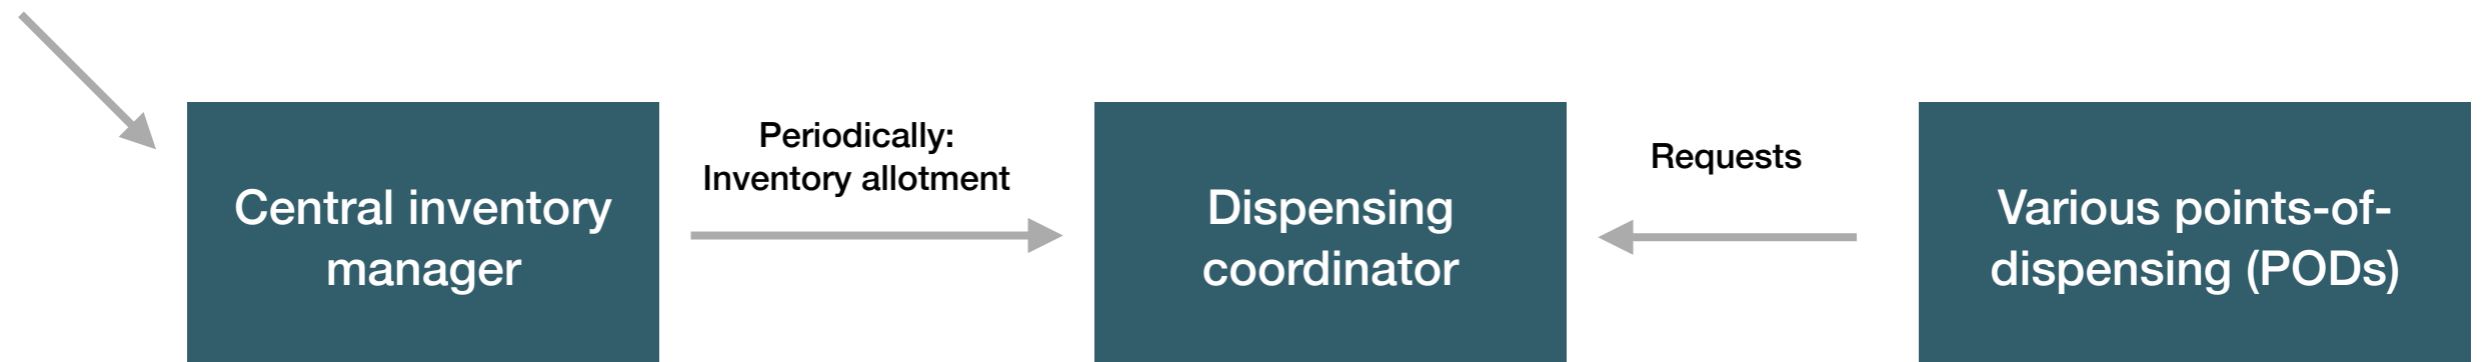 Central inventory
manager
Periodically:
Inventory allotment
Dispensing
coordinator
Requests
Various points-of-
dispensing (PODs)